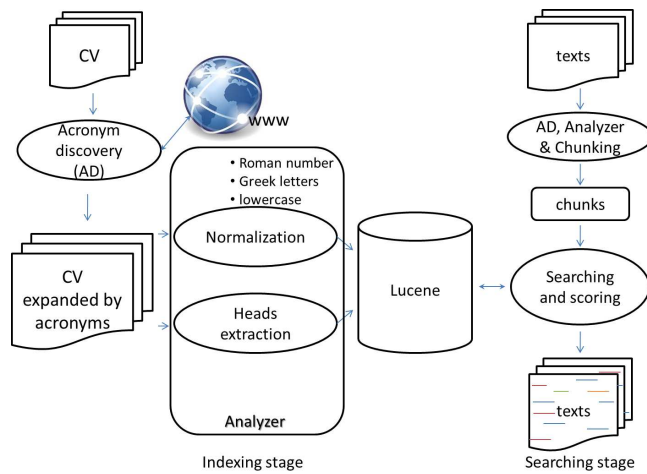 CV
Acronym
discovery
(AD)
www
CV
expanded by
acronyms
• Roman number
• Greek letters
• lowercase
Normalization
Heads
extraction
Analyzer
Indexing stage
Lucene
texts
AD, Analyzer
& Chunking
chunks
Searching
and scoring
texts
Searching stage